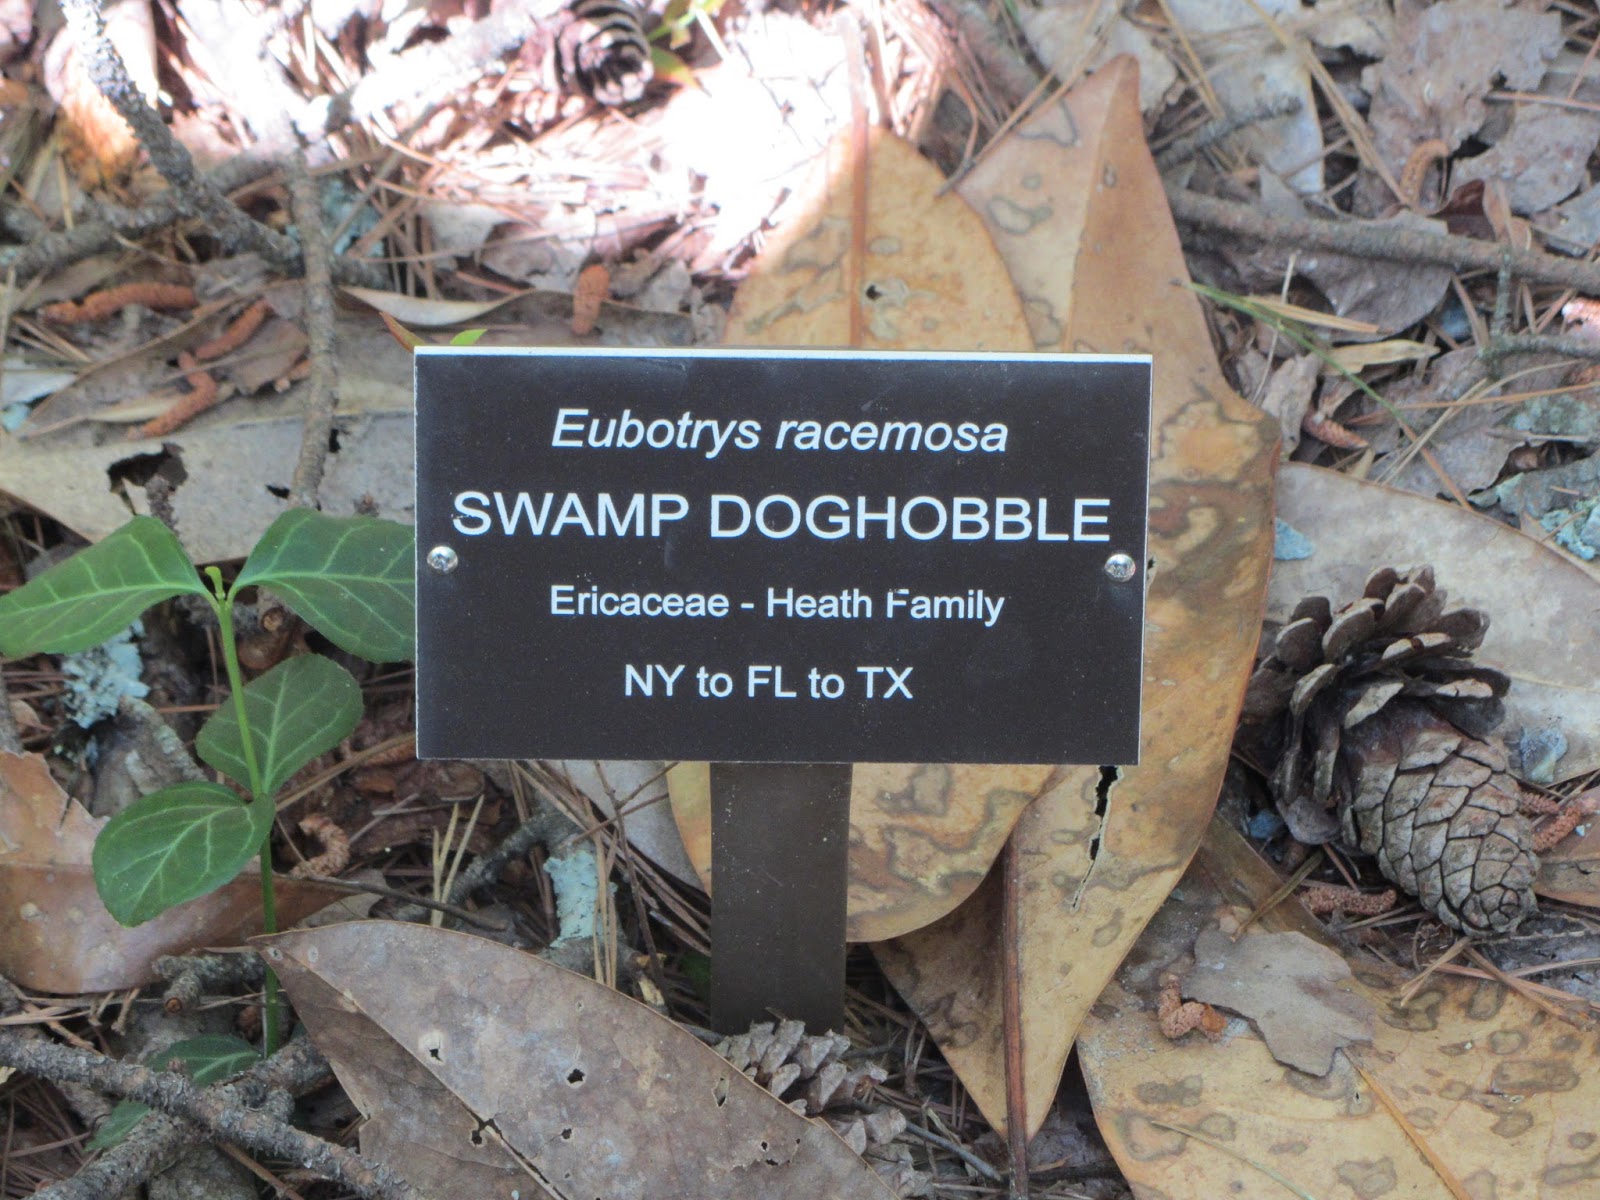 Eubotrys racemosa
SWAMP DOGHOBBLE
Ericaceae - Heath Family
NY to FL to TX